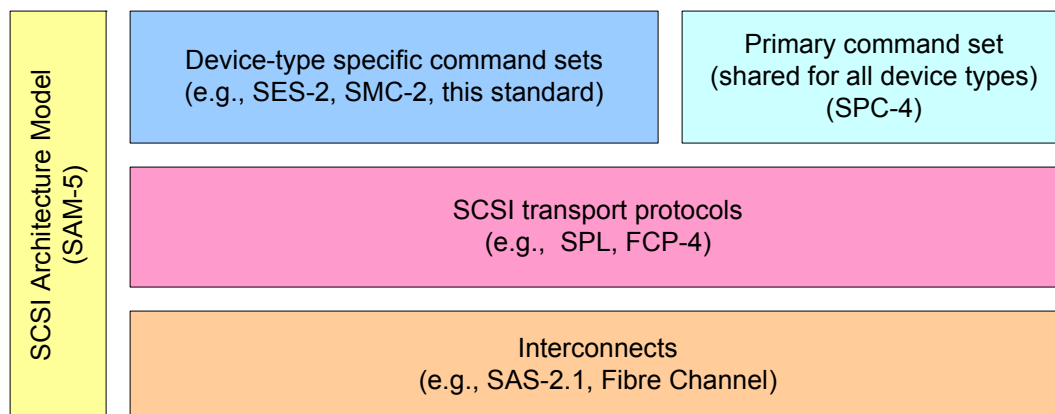 SCSI Architecture Model
(SAM-5)
Device-type specific command sets
(e.g., SES-2, SMC-2, this standard)
Primary command set
(shared for all device types)
(SPC-4)
SCSI transport protocols
(e.g., SPL, FCP-4)
Interconnects
(e.g., SAS-2.1, Fibre Channel)